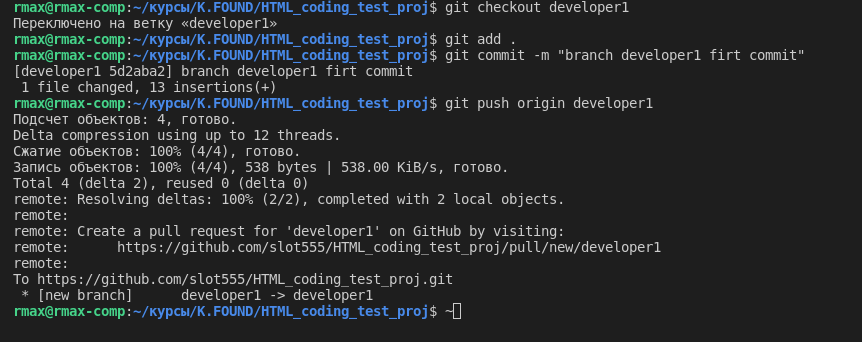 rmax@rmax-comp:~/курсы/K.FOUND/HTML_coding_test_proj$ git checkout developer1
Переключено на ветку «developer1»
rmax@rmax-comp:~/курсы/K.FOUND/HTML_coding_test_proj$ git add .
rmax@rmax-comp:~/курсы/K.FOUND/HTML_coding_test_proj$ git commit -m "branch developer1 firt commit"
[developer1 5d2aba2] branch developer1 firt commit
 1 file changed, 13 insertions(+)
rmax@rmax-comp:~/курсы/K.FOUND/HTML_coding_test_proj$ git push origin developer1
Подсчет объектов: 4, готово.
Delta compression using up to 12 threads.
Сжатие объектов: 100% (4/4), готово.
Запись объектов: 100% (4/4), 538 bytes | 538.00 KiB/s, готово.
Total 4 (delta 2), reused 0 (delta 0)
remote: Resolving deltas: 100% (2/2), completed with 2 local objects.
remote:
remote: Create a pull request for 'developer1' on GitHub by visiting:
remote:      https://github.com/slot555/HTML_coding_test_proj/pull/new/developer1
remote:
To https://github.com/slot555/HTML_coding_test_proj.git
 * [new branch]      developer1 -> developer1
rmax@rmax-comp:~/курсы/K.FOUND/HTML_coding_test_proj$ ~